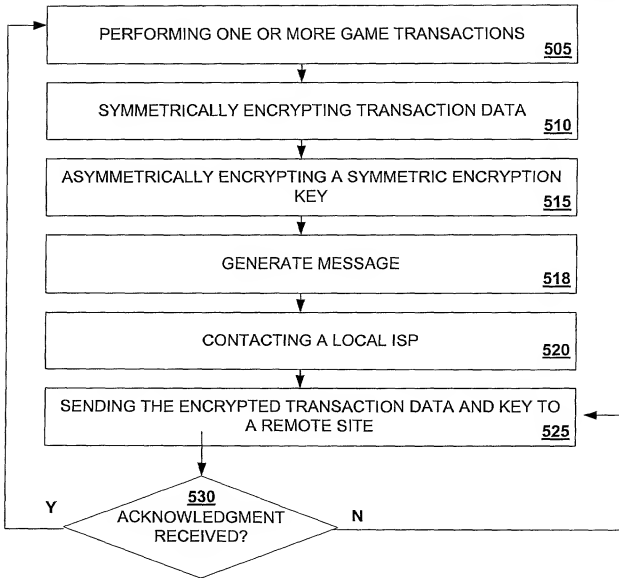 PERFORMING ONE OR MORE GAME TRANSACTIONS
505
SYMMETRICALLY ENCRYPTING TRANSACTION DATA
510
ASYMMETRICALLY ENCRYPTING A SYMMETRIC ENCRYPTION
KEY
515
GENERATE MESSAGE
518
CONTACTING A LOCAL ISP
520
SENDING THE ENCRYPTED TRANSACTION DATA AND KEY TO
A REMOTE SITE
525
530
Y
N
ACKNOWLEDGMENT
RECEIVED?